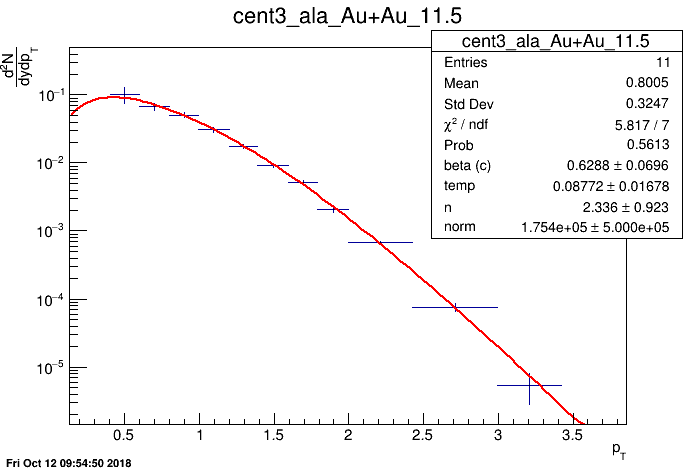 cent3_ala_Au+Au_11.5
d²N
dydp_T
cent3_ala_Au+Au_11.5
Entries 11
Mean 0.8005
Std Dev 0.3247
χ² / ndf 5.817 / 7
Prob 0.5613
beta (c) 0.6288 ± 0.0696
temp 0.08772 ± 0.01678
n 2.336 ± 0.923
norm 1.754e+05 ± 5.000e+05
10⁻¹
10⁻²
10⁻³
10⁻⁴
10⁻⁵
0.5 1 1.5 2 2.5 3 3.5
p_T
Fri Oct 12 09:54:50 2018